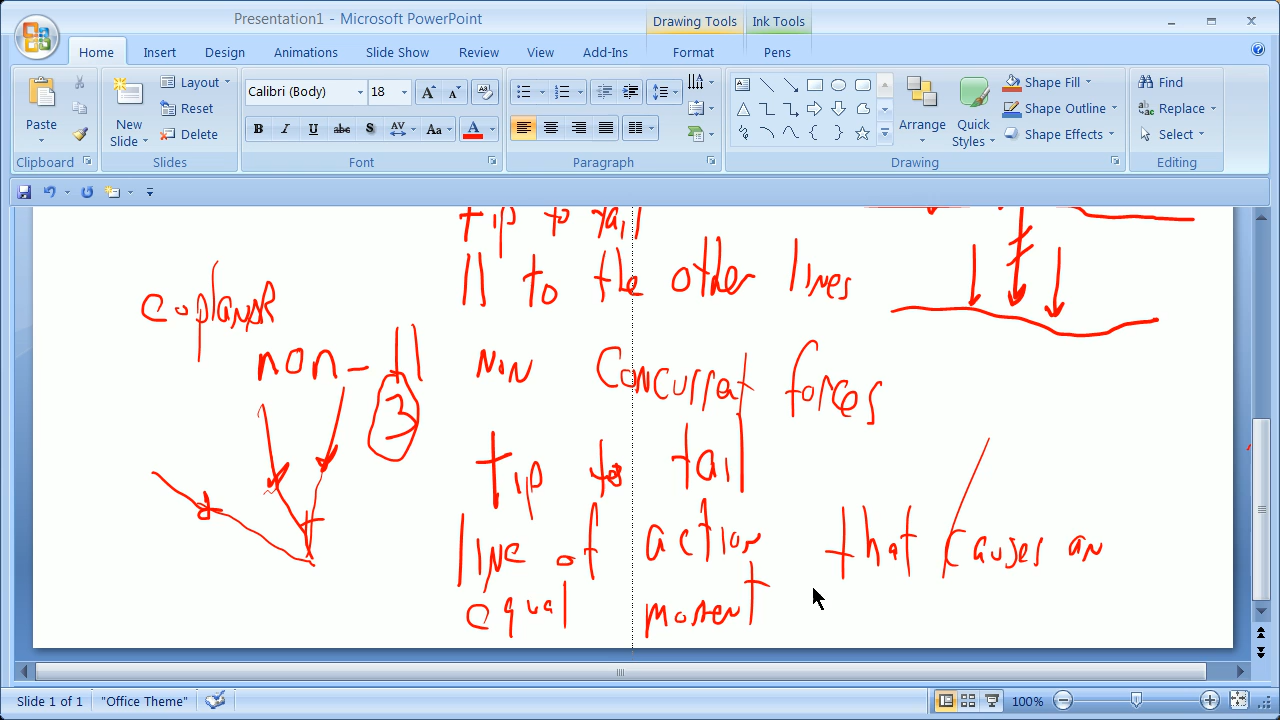 Presentation1 - Microsoft PowerPoint
Drawing Tools
Ink Tools
Home
Insert
Design
Animations
Slide Show
Review
View
Add-Ins
Format
Pens
Paste
Clipboard
New
Slide
Layout
Reset
Delete
Slides
Calibri (Body)
18
B I U abc S AV Aa A
Font
Paragraph
Arrange
Quick
Styles
Shape Fill
Shape Outline
Shape Effects
Drawing
Find
Replace
Select
Editing
tip to tail
|| to the other lines
coplanar
non-||
non concurrent forces
3
tip to tail
line of action that causes an
equal moment
Slide 1 of 1
"Office Theme"
100%